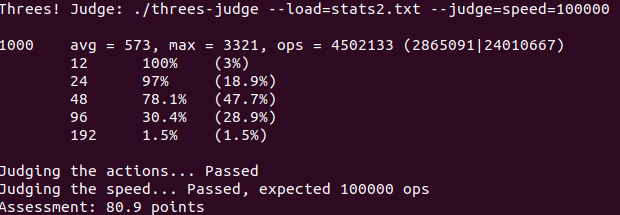 Threes! Judge: ./threes-judge --load=stats2.txt --judge=speed=100000
1000 avg = 573, max = 3321, ops = 4502133 (2865091|24010667)
12 100% (3%)
24 97% (18.9%)
48 78.1% (47.7%)
96 30.4% (28.9%)
192 1.5% (1.5%)
Judging the actions... Passed
Judging the speed... Passed, expected 100000 ops
Assessment: 80.9 points